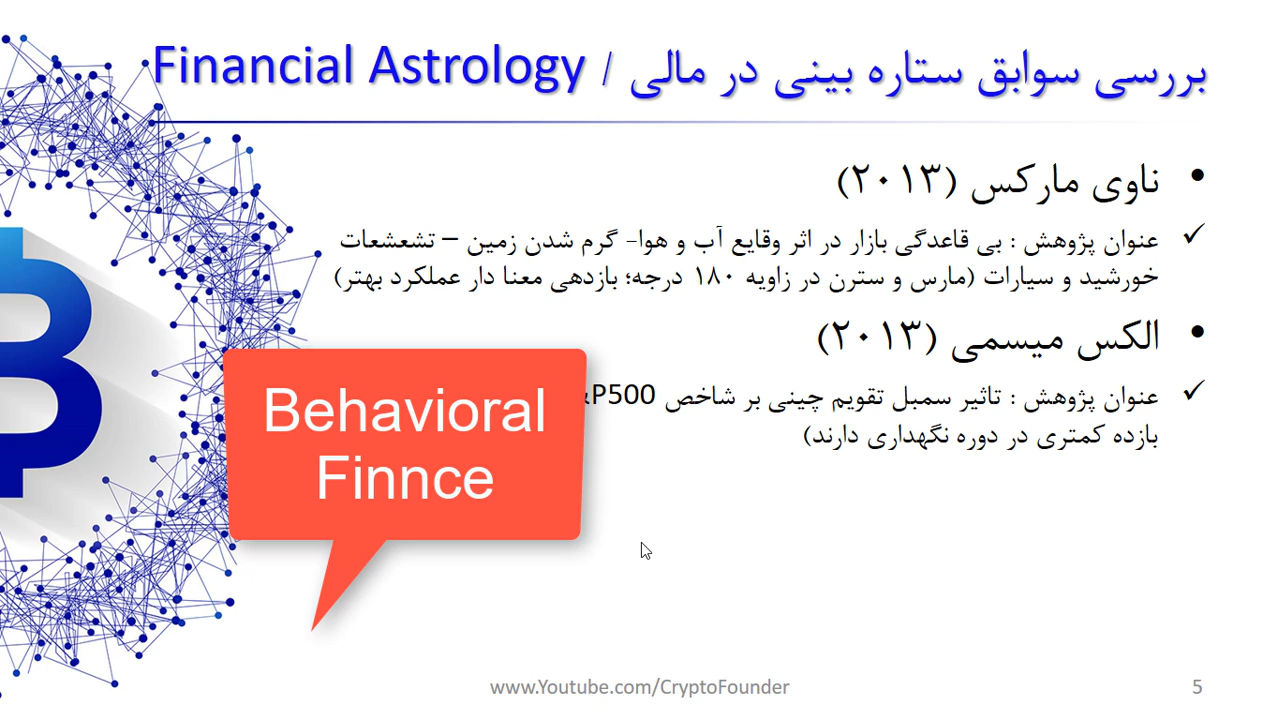 بررسی سوابق ستاره بینی در مالی / Financial Astrology
• ناوی مارکس (۲۰۱۳)
✓ عنوان پژوهش : بی قاعدگی بازار در اثر وقایع آب و هوا- گرم شدن زمین – تشعشعات
خورشید و سیارات (مارس و سترن در زاویه ۱۸۰ درجه؛ بازدهی معنا دار عملکرد بهتر)
• الکس میسمی (۲۰۱۳)
✓ عنوان پژوهش : تاثیر سمبل تقویم چینی بر شاخص &P500
بازده کمتری در دوره نگهداری دارند)
Behavioral
Finnce
www.Youtube.com/CryptoFounder
5